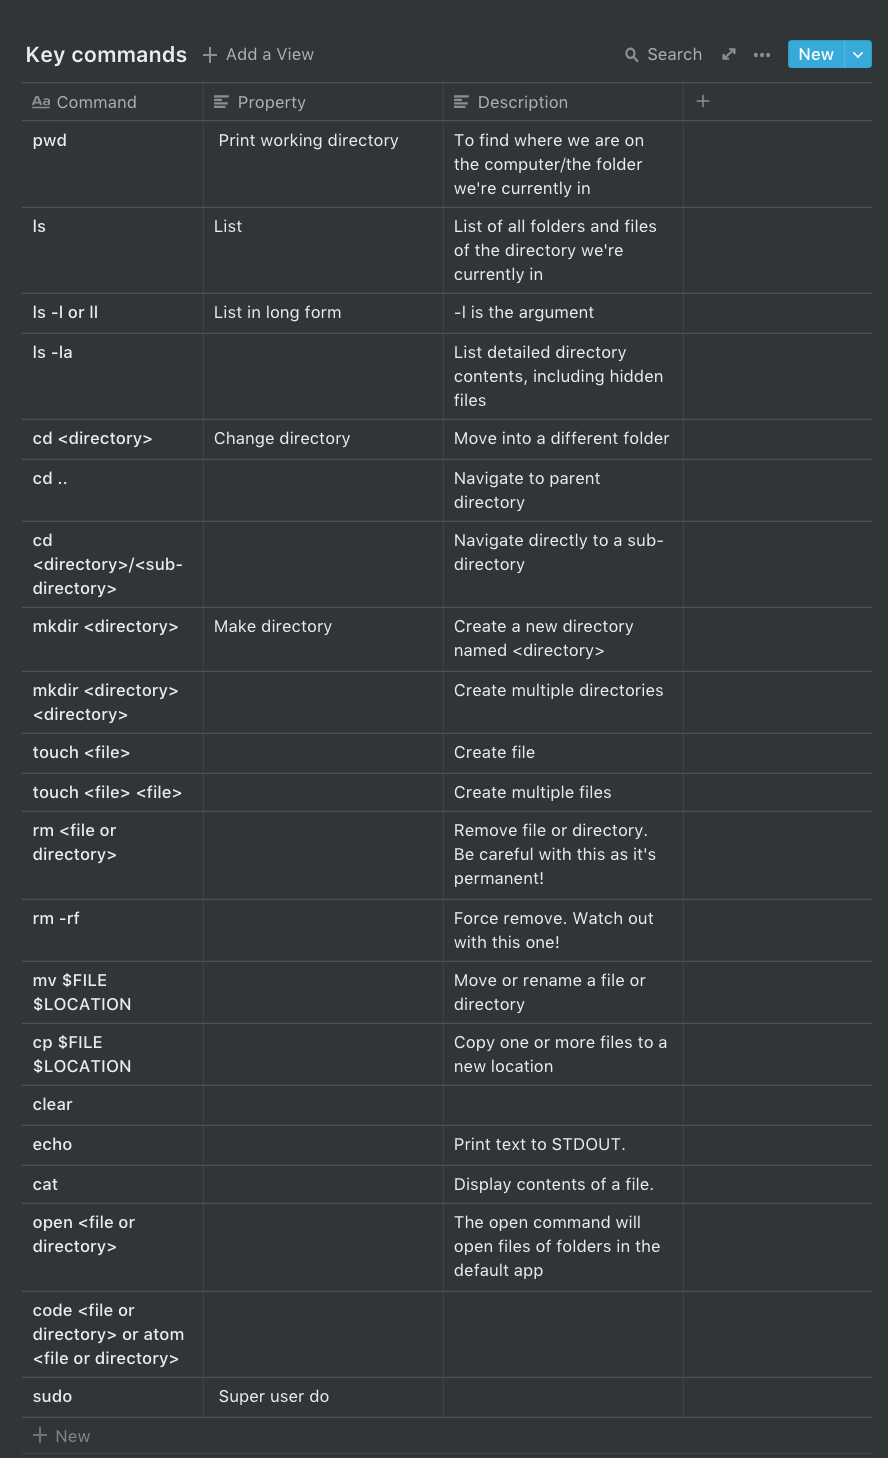 Key commands + Add a View Search New
Aa Command Property Description +
pwd Print working directory To find where we are on
the computer/the folder
we're currently in
ls List List of all folders and files
of the directory we're
currently in
ls -l or ll List in long form -l is the argument
ls -la List detailed directory
contents, including hidden
files
cd <directory> Change directory Move into a different folder
cd .. Navigate to parent
directory
cd Navigate directly to a sub-
<directory>/<sub- directory
directory>
mkdir <directory> Make directory Create a new directory
named <directory>
mkdir <directory> Create multiple directories
<directory>
touch <file> Create file
touch <file> <file> Create multiple files
rm <file or Remove file or directory.
directory> Be careful with this as it's
permanent!
rm -rf Force remove. Watch out
with this one!
mv $FILE Move or rename a file or
$LOCATION directory
cp $FILE Copy one or more files to a
$LOCATION new location
clear
echo Print text to STDOUT.
cat Display contents of a file.
open <file or The open command will
directory> open files of folders in the
default app
code <file or
directory> or atom
<file or directory>
sudo Super user do
+ New